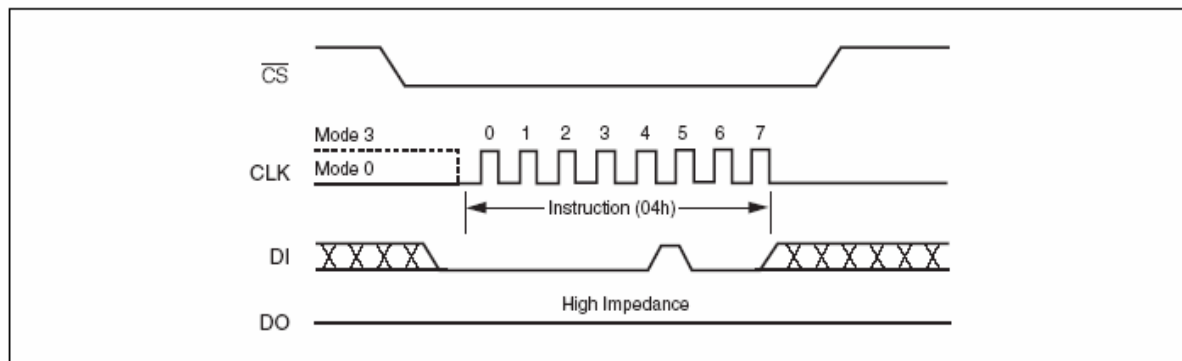 C̅S̅
Mode 3
0 1 2 3 4 5 6 7
CLK
Mode 0
Instruction (04h)
DI
High Impedance
DO